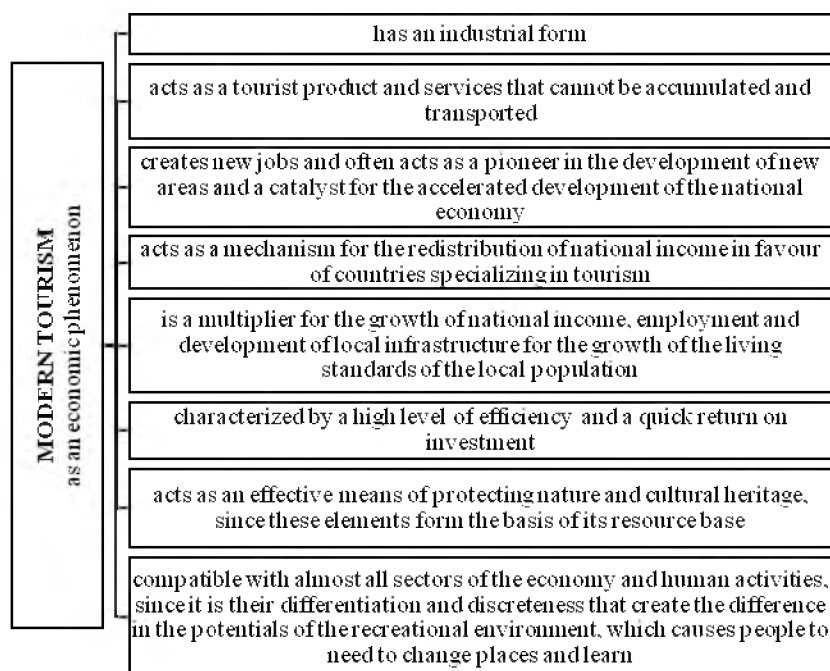 MODERN TOURISM
as an economic phenomenon
has an industrial form
acts as a tourist product and services that cannot be accumulated and
transported
creates new jobs and often acts as a pioneer in the development of new
areas and a catalyst for the accelerated development of the national
economy
acts as a mechanism for the redistribution of national income in favour
of countries specializing in tourism
is a multiplier for the growth of national income, employment and
development of local infrastructure for the growth of the living
standards of the local population
characterized by a high level of efficiency and a quick return on
investment
acts as an effective means of protecting nature and cultural heritage,
since these elements form the basis of its resource base
compatible with almost all sectors of the economy and human activities,
since it is their differentiation and discreteness that create the difference
in the potentials of the recreational environment, which causes people to
need to change places and learn